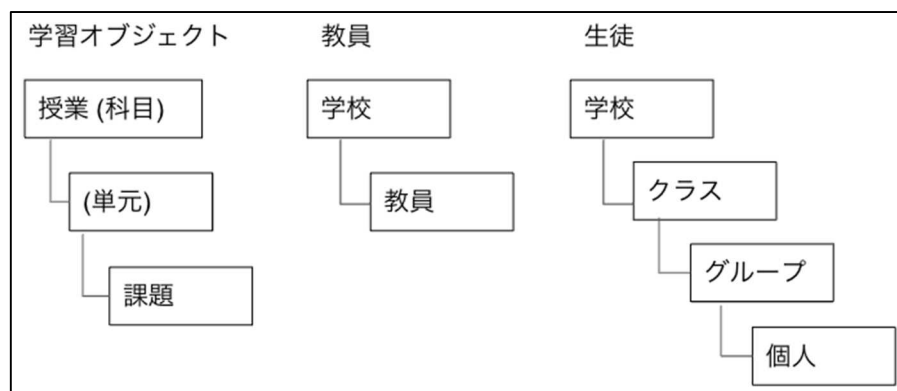 学習オブジェクト
授業 (科目)
(単元)
課題
教員
学校
教員
生徒
学校
クラス
グループ
個人